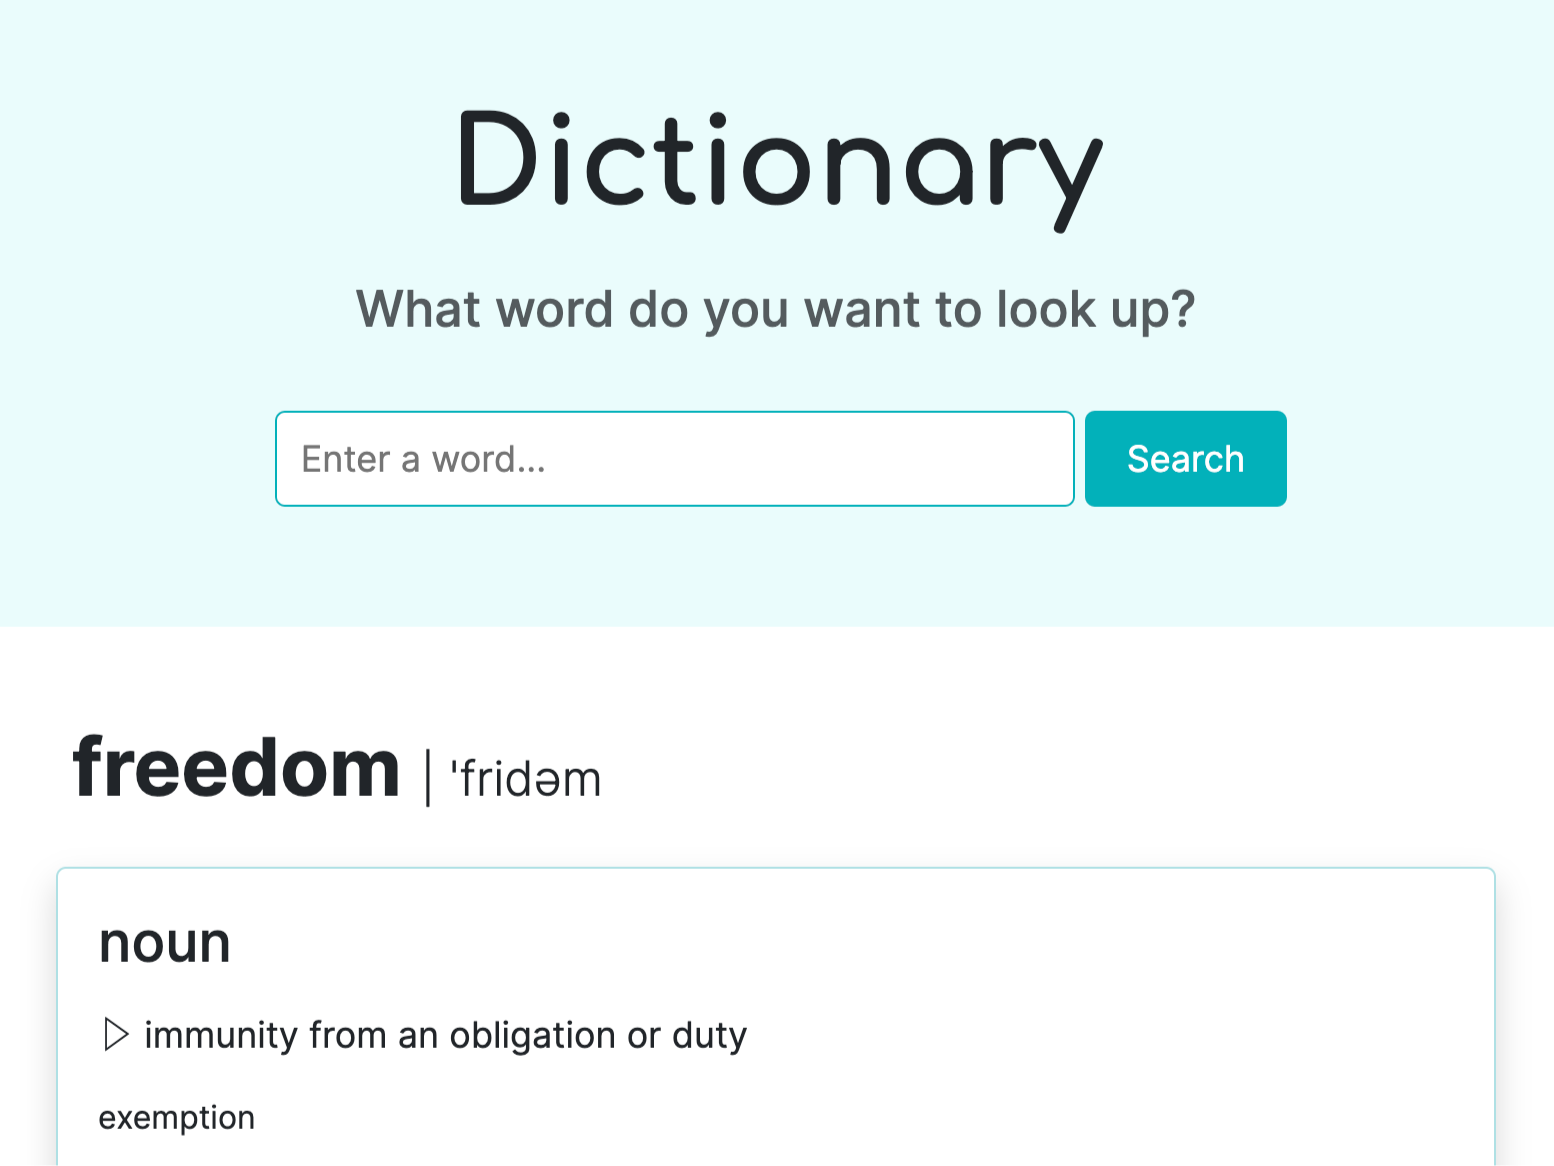 Dictionary
What word do you want to look up?
Enter a word...
Search
freedom | 'fridəm
noun
immunity from an obligation or duty
exemption